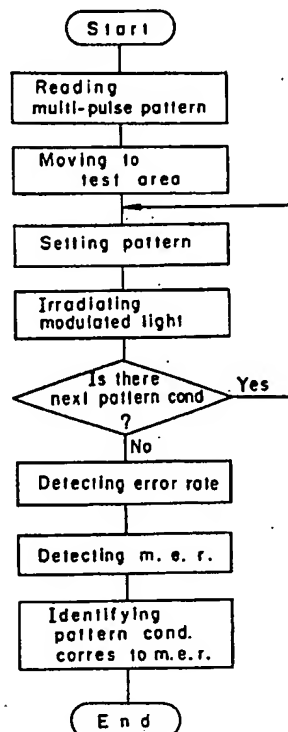 Start
Reading
multi-pulse pattern
Moving to
test area
Setting pattern
Irradiating
modulated light
Is there
next pattern cond
?
Yes
No
Detecting error rate
Detecting m. e. r.
Identifying
pattern cond.
corres to m.e.r.
End